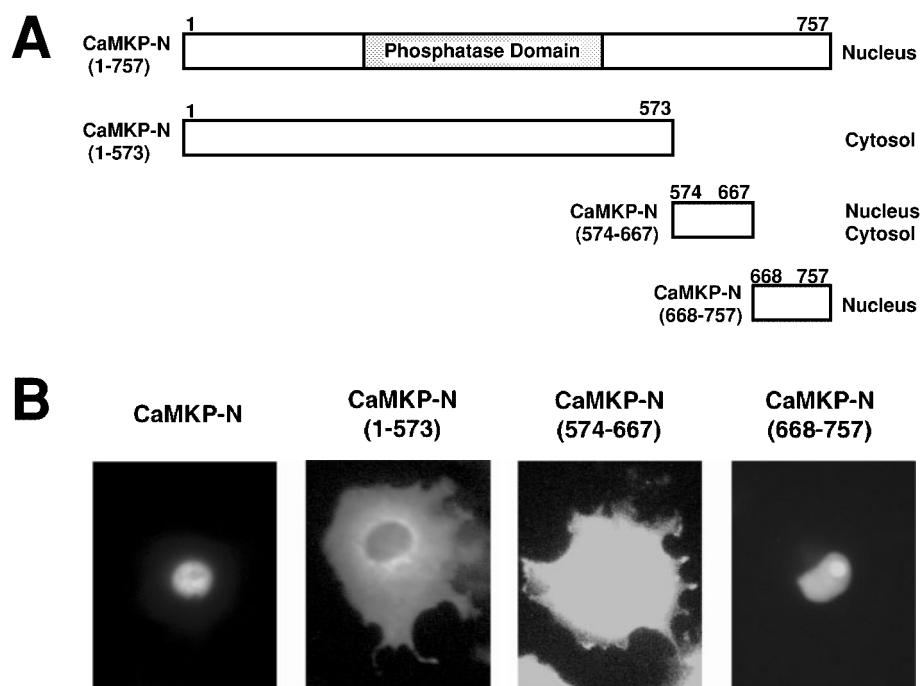 A
1
757
CaMKP-N
(1-757)
Phosphatase Domain
Nucleus
1
573
CaMKP-N
(1-573)
Cytosol
574 667
CaMKP-N
(574-667)
Nucleus
Cytosol
668 757
CaMKP-N
(668-757)
Nucleus
B
CaMKP-N
CaMKP-N
(1-573)
CaMKP-N
(574-667)
CaMKP-N
(668-757)